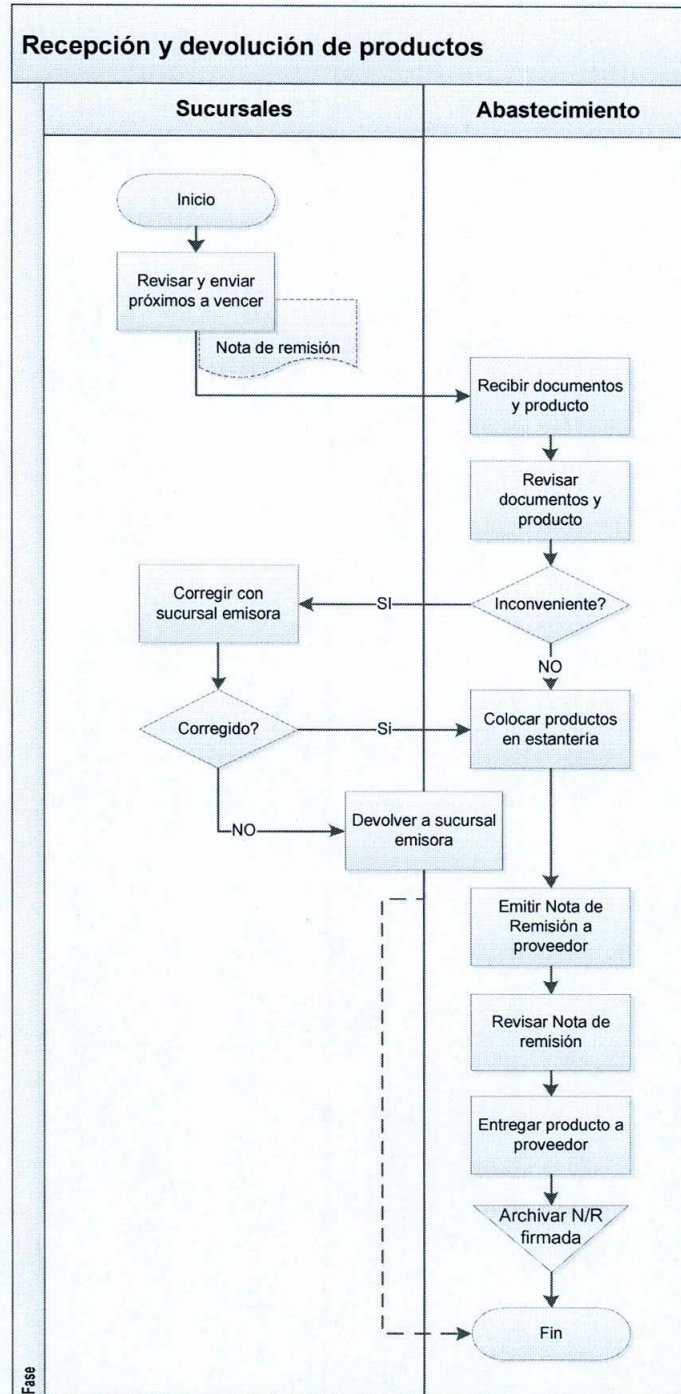 Recepción y devolución de productos
Sucursales
Abastecimiento
Inicio
Revisar y enviar
próximos a vencer
Nota de remisión
Recibir documentos
y producto
Revisar
documentos y
producto
Inconveniente?
SI
NO
Corregir con
sucursal emisora
Corregido?
Si
Colocar productos
en estantería
NO
Devolver a sucursal
emisora
Emitir Nota de
Remisión a
proveedor
Revisar Nota de
remisión
Entregar producto a
proveedor
Archivar N/R
firmada
Fin
Fase